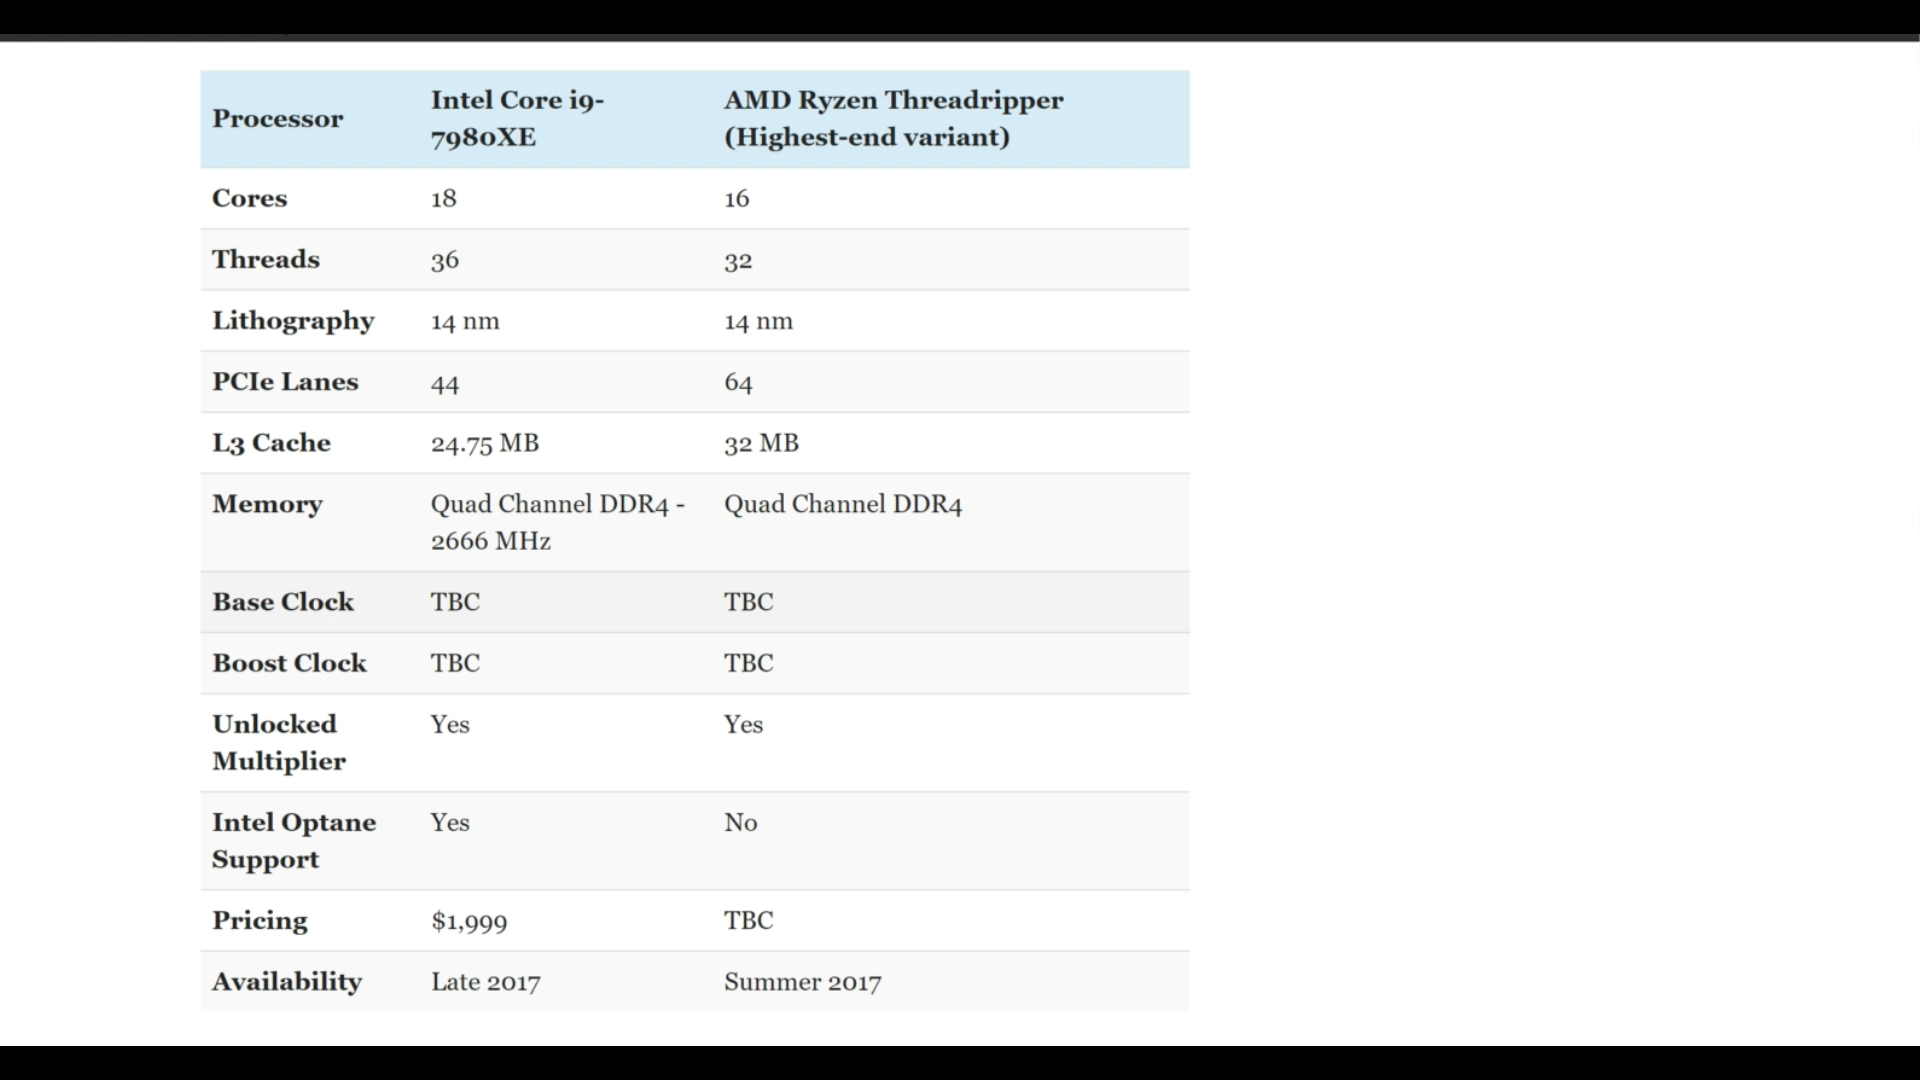 Processor Intel Core i9- AMD Ryzen Threadripper
7980XE (Highest-end variant)
Cores 18 16
Threads 36 32
Lithography 14 nm 14 nm
PCIe Lanes 44 64
L3 Cache 24.75 MB 32 MB
Memory Quad Channel DDR4 - Quad Channel DDR4
2666 MHz
Base Clock TBC TBC
Boost Clock TBC TBC
Unlocked Yes Yes
Multiplier
Intel Optane Yes No
Support
Pricing $1,999 TBC
Availability Late 2017 Summer 2017